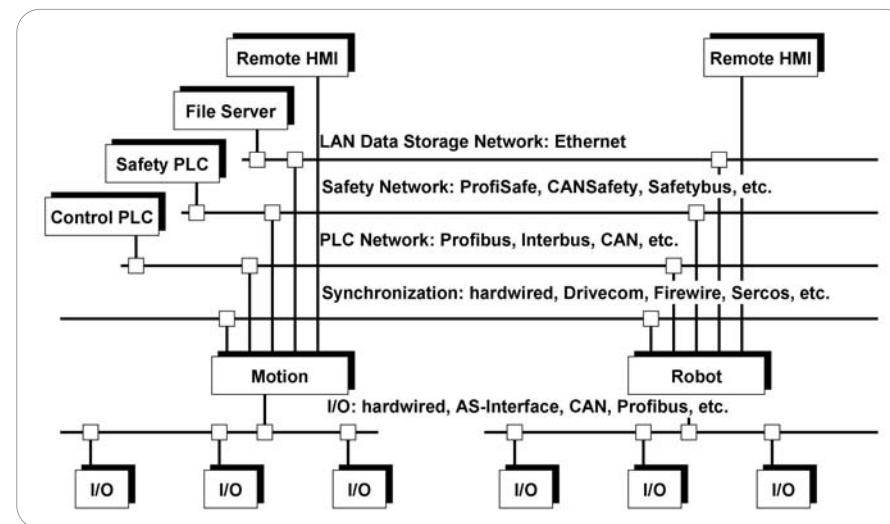 Remote HMI
Remote HMI
File Server
LAN Data Storage Network: Ethernet
Safety PLC
Safety Network: ProfiSafe, CANSafety, Safetybus, etc.
Control PLC
PLC Network: Profibus, Interbus, CAN, etc.
Synchronization: hardwired, Drivecom, Firewire, Sercos, etc.
Motion
Robot
I/O: hardwired, AS-Interface, CAN, Profibus, etc.
I/O
I/O
I/O
I/O
I/O
I/O